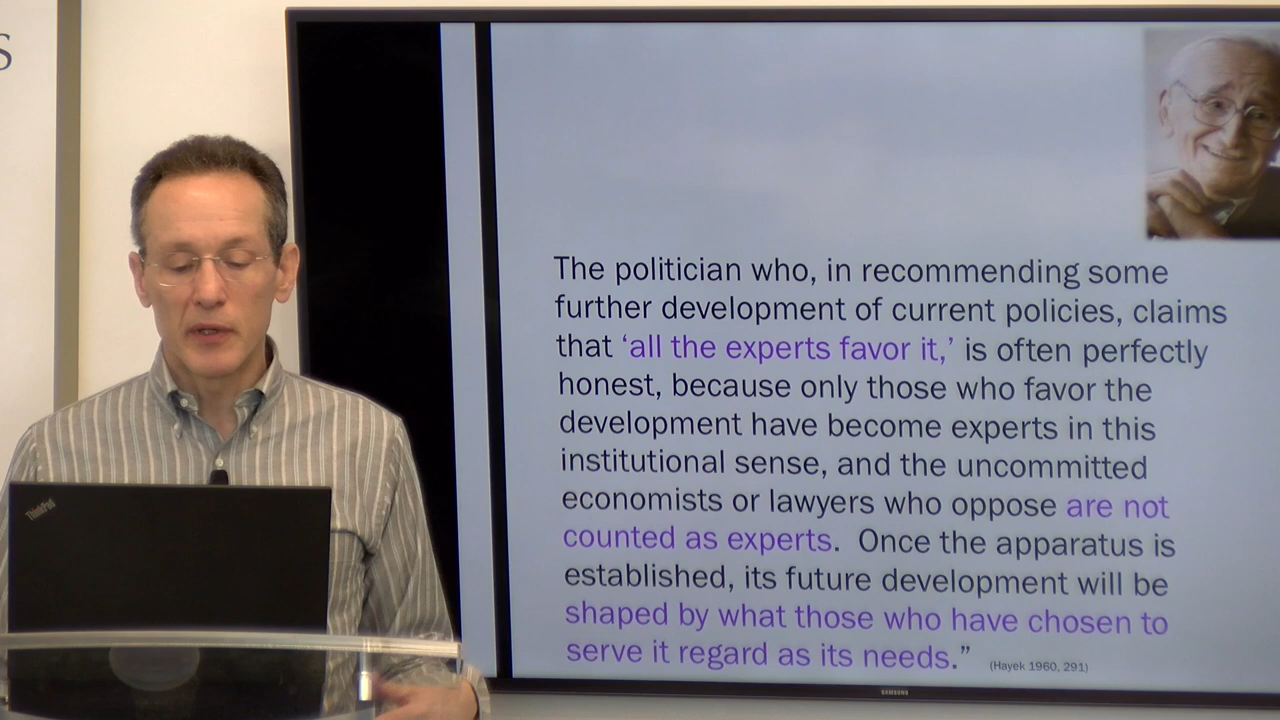 S
The politician who, in recommending some
further development of current policies, claims
that ‘all the experts favor it,’ is often perfectly
honest, because only those who favor the
development have become experts in this
institutional sense, and the uncommitted
economists or lawyers who oppose are not
counted as experts. Once the apparatus is
established, its future development will be
shaped by what those who have chosen to
serve it regard as its needs.”
(Hayek 1960, 291)
ThinkPad
SAMSUNG